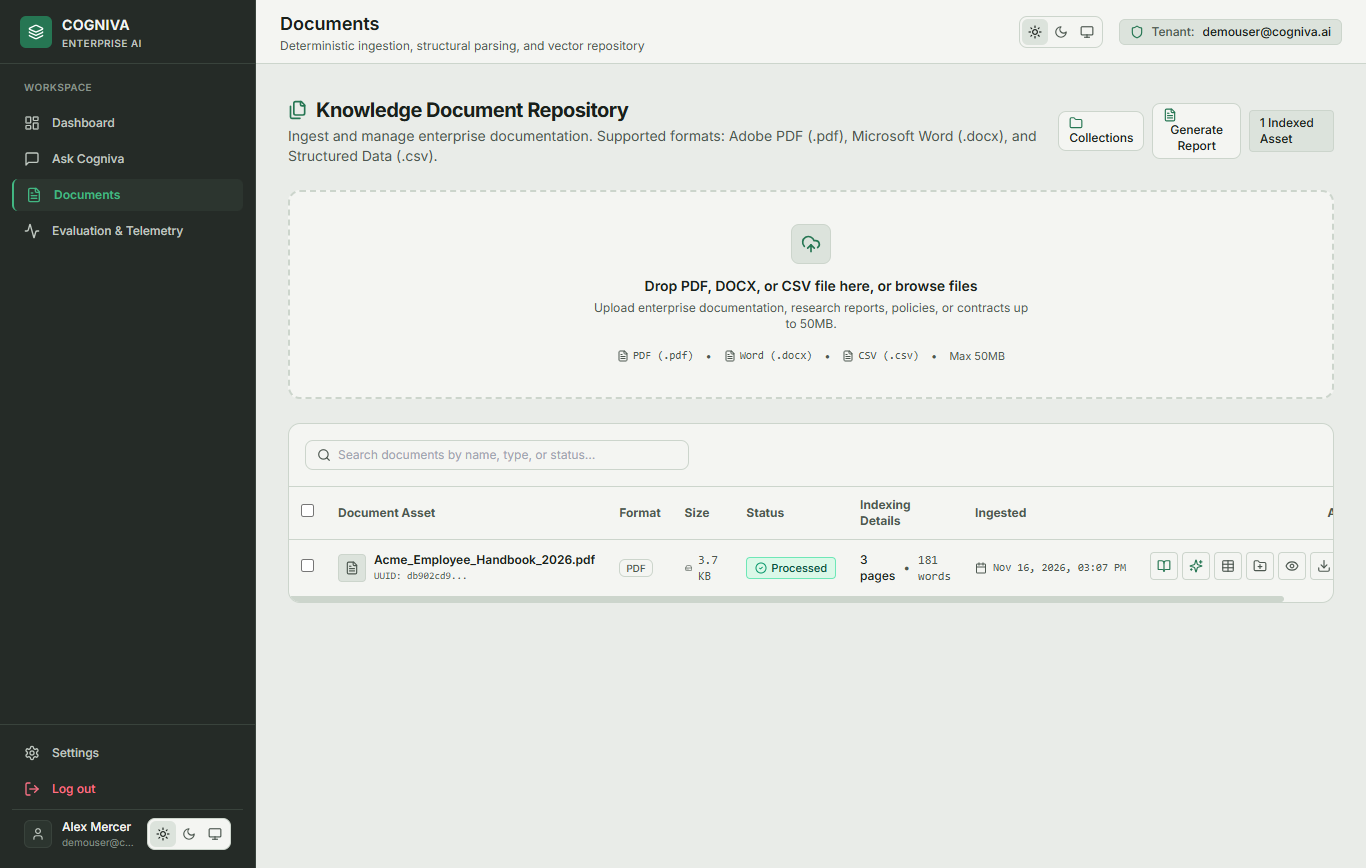 COGNIVA
ENTERPRISE AI
WORKSPACE
Dashboard
Ask Cogniva
Documents
Evaluation & Telemetry
Settings
Log out
Alex Mercer
demouser@c...
Documents
Deterministic ingestion, structural parsing, and vector repository
Tenant: demouser@cogniva.ai
Knowledge Document Repository
Ingest and manage enterprise documentation. Supported formats: Adobe PDF (.pdf), Microsoft Word (.docx), and
Structured Data (.csv).
Collections
Generate
Report
1 Indexed
Asset
Drop PDF, DOCX, or CSV file here, or browse files
Upload enterprise documentation, research reports, policies, or contracts up
to 50MB.
PDF (.pdf) • Word (.docx) • CSV (.csv) • Max 50MB
Search documents by name, type, or status...
Document Asset
Format
Size
Status
Indexing
Details
Ingested
Acme_Employee_Handbook_2026.pdf
UUID: db902cd9...
PDF
3.7
KB
Processed
3
pages
•
181
words
Nov 16, 2026, 03:07 PM